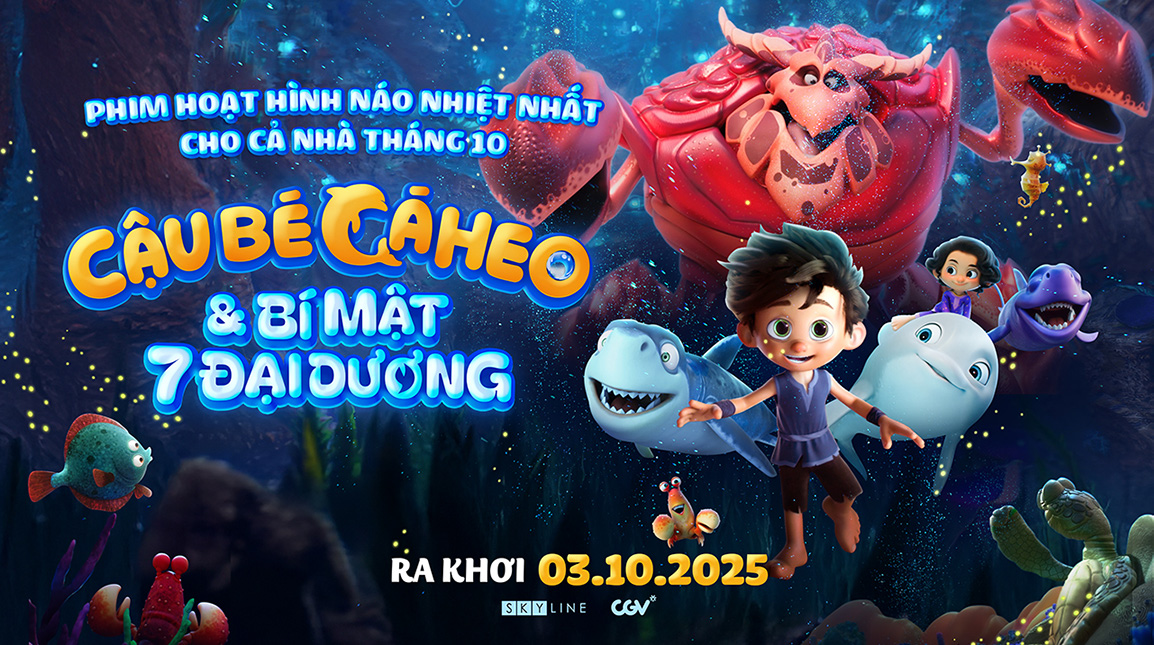 PHIM HOẠT HÌNH NÁO NHIỆT NHẤT
CHO CẢ NHÀ THÁNG 10
CẬU BÉ CÁ HEO
& BÍ MẬT
7 ĐẠI DƯƠNG
RA KHƠI 03.10.2025
SKYLINE CGV